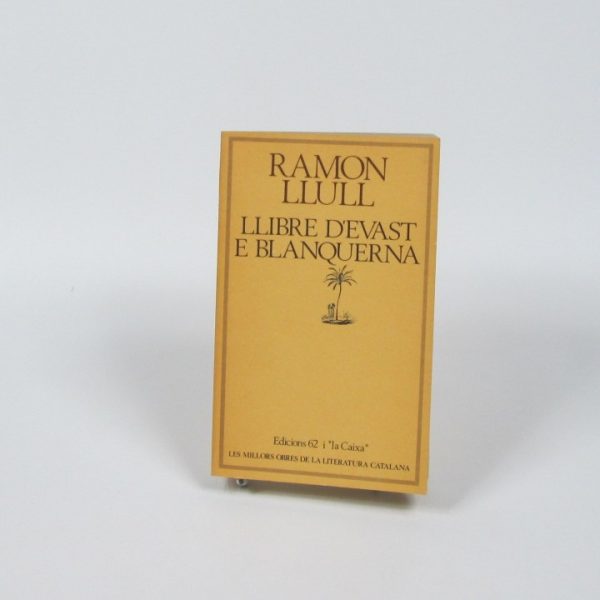 RAMON
LLULL
LLIBRE D'EVAST
E BLANQUERNA
Edicions 62 i "la Caixa"
LES MILLORS OBRES DE LA LITERATURA CATALANA